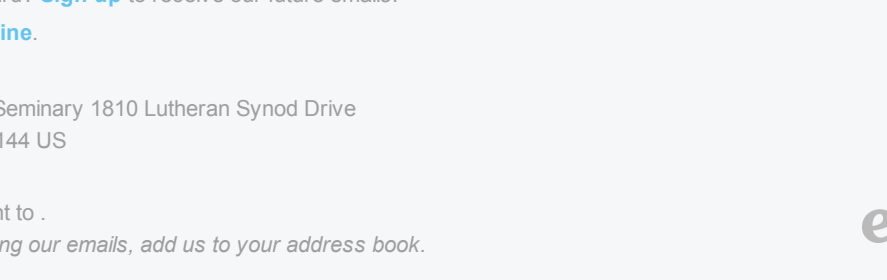 Sign up to receive our future emails.
ine.
Seminary 1810 Lutheran Synod Drive
144 US
nt to .
ng our emails, add us to your address book.
e